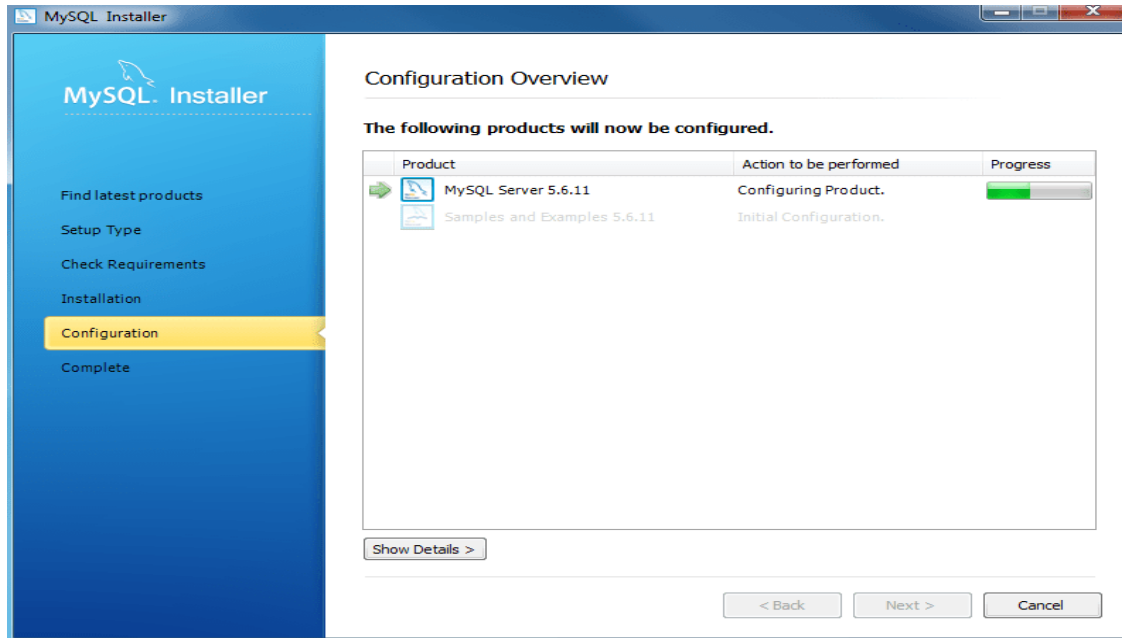 MySQL Installer
MySQL. Installer
Find latest products
Setup Type
Check Requirements
Installation
Configuration
Complete
Configuration Overview
The following products will now be configured.
Product Action to be performed Progress
MySQL Server 5.6.11 Configuring Product.
Samples and Examples 5.6.11 Initial Configuration.
Show Details >
< Back Next > Cancel